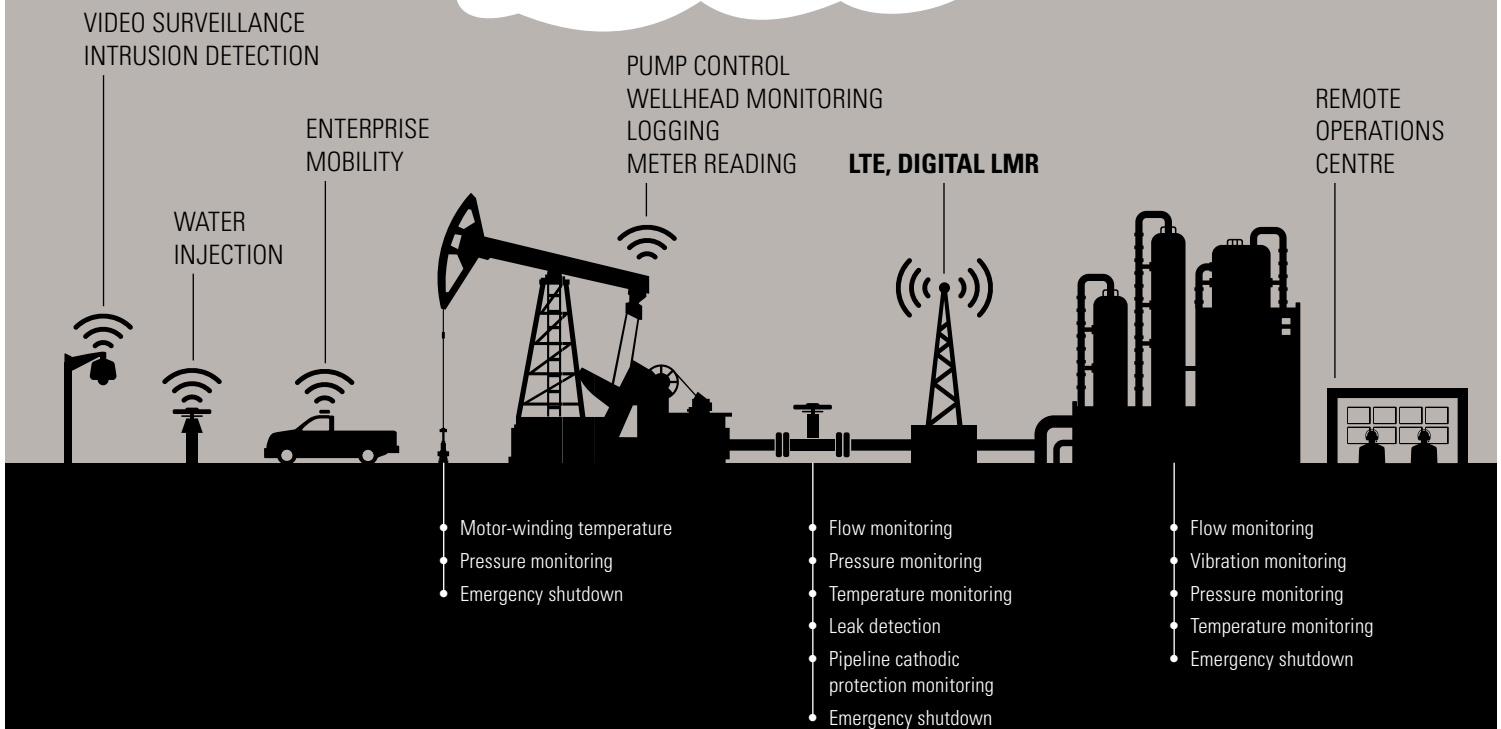 VIDEO SURVEILLANCE
INTRUSION DETECTION
WATER
INJECTION
ENTERPRISE
MOBILITY
PUMP CONTROL
WELLHEAD MONITORING
LOGGING
METER READING
LTE, DIGITAL LMR
REMOTE
OPERATIONS
CENTRE
Motor-winding temperature
Pressure monitoring
Emergency shutdown
Flow monitoring
Pressure monitoring
Temperature monitoring
Leak detection
Pipeline cathodic
protection monitoring
Emergency shutdown
Flow monitoring
Vibration monitoring
Pressure monitoring
Temperature monitoring
Emergency shutdown